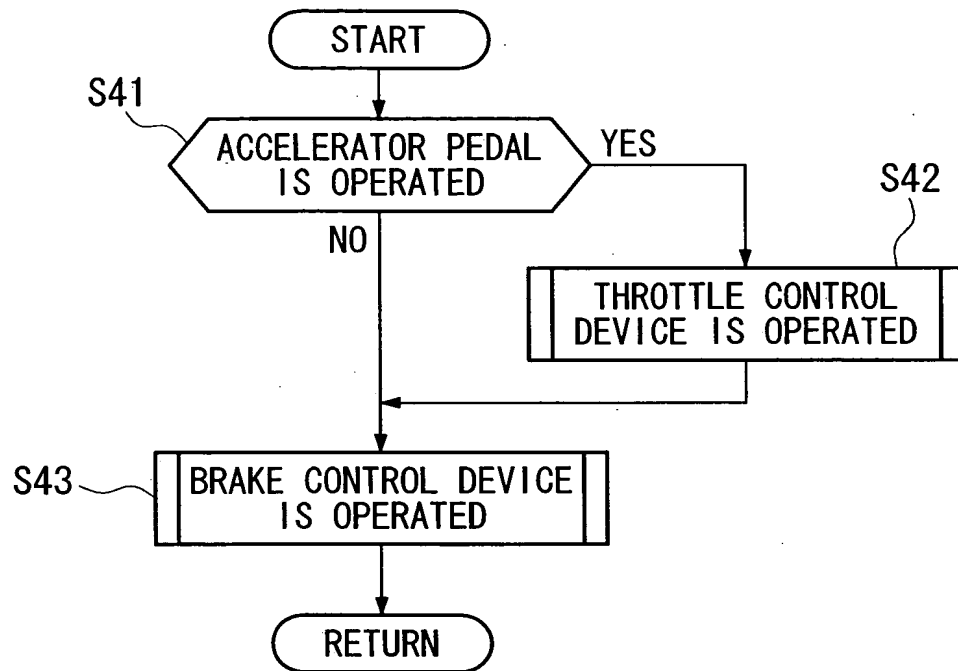 START
S41
ACCELERATOR PEDAL
IS OPERATED
YES
S42
NO
THROTTLE CONTROL
DEVICE IS OPERATED
S43
BRAKE CONTROL DEVICE
IS OPERATED
RETURN